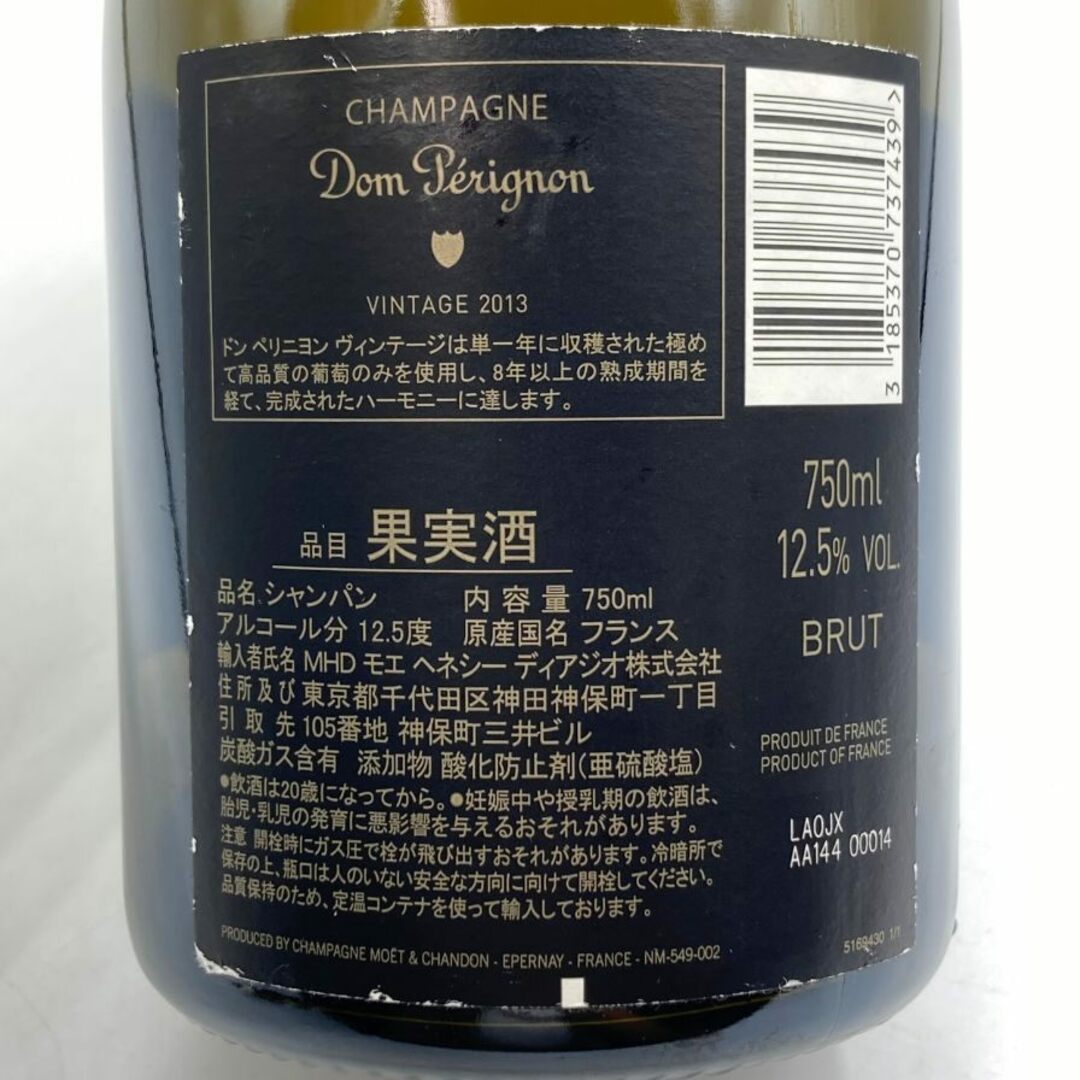 CHAMPAGNE
Dom Pérignon
VINTAGE 2013
ドン ペリニヨン ヴィンテージは単一年に収穫された極め
て高品質の葡萄のみを使用し、8年以上の熟成期間を
経て、完成されたハーモニーに達します。
3 185370 737439 >
750ml
12.5% VOL.
BRUT
PRODUIT DE FRANCE
PRODUCT OF FRANCE
LA0JX
AA144 00014
品目 果実酒
品名 シャンパン 内容量 750ml
アルコール分 12.5度 原産国名 フランス
輸入者氏名 MHD モエ ヘネシー ディアジオ株式会社
住所及び 東京都千代田区神田神保町一丁目
引取先 105番地 神保町三井ビル
炭酸ガス含有 添加物 酸化防止剤(亜硫酸塩)
●飲酒は20歳になってから。●妊娠中や授乳期の飲酒は、
胎児・乳児の発育に悪影響を与えるおそれがあります。
注意 開栓時にガス圧で栓が飛び出すおそれがあります。冷暗所で
保存の上、瓶口は人のいない安全な方向に向けて開栓してください。
品質保持のため、定温コンテナを使って輸入しております。
PRODUCED BY CHAMPAGNE MOËT & CHANDON - EPERNAY - FRANCE - NM-549-002
5169430 1/1